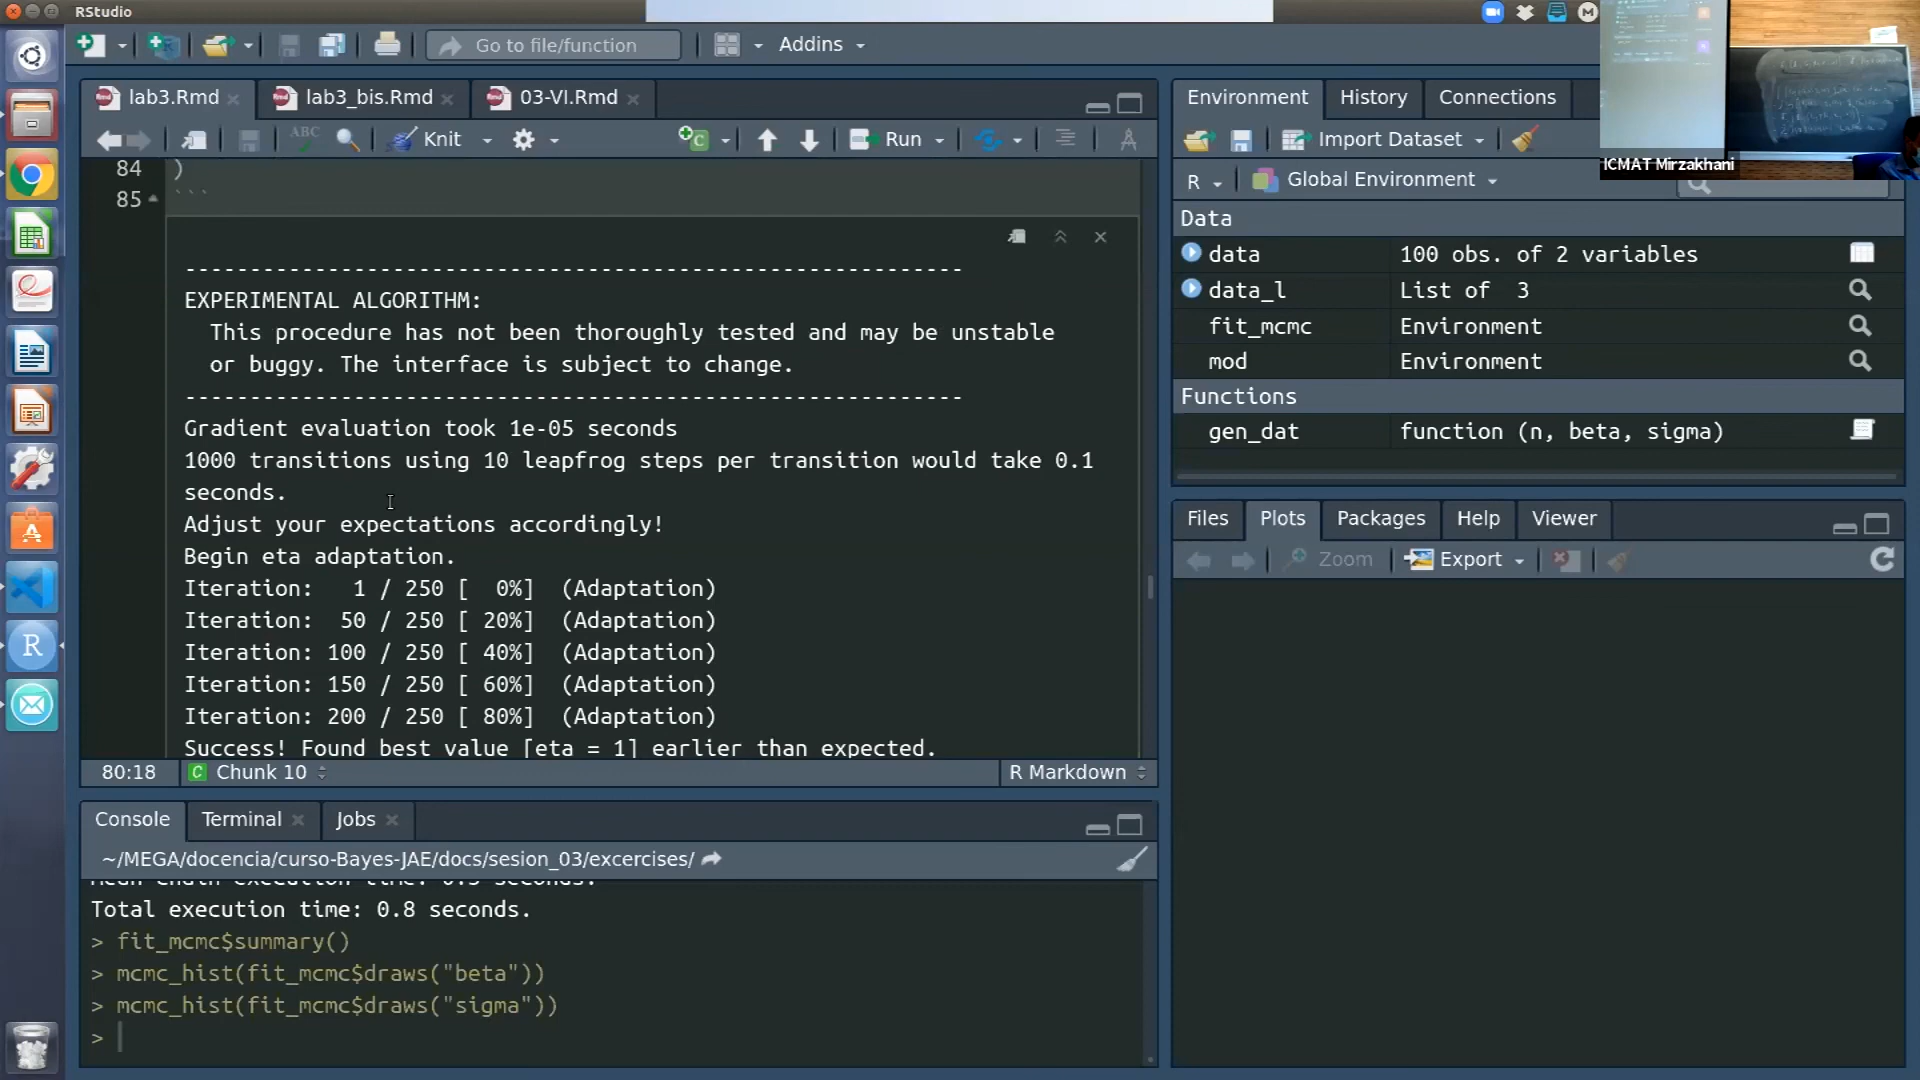 RStudio
Go to file/function
Addins
lab3.Rmd
lab3_bis.Rmd
03-VI.Rmd
ABC
Knit
Run
84 )
85 ```
------------------------------------------------------------
EXPERIMENTAL ALGORITHM:
This procedure has not been thoroughly tested and may be unstable
or buggy. The interface is subject to change.
------------------------------------------------------------
Gradient evaluation took 1e-05 seconds
1000 transitions using 10 leapfrog steps per transition would take 0.1
seconds.
Adjust your expectations accordingly!
Begin eta adaptation.
Iteration:   1 / 250 [  0%]  (Adaptation)
Iteration:  50 / 250 [ 20%]  (Adaptation)
Iteration: 100 / 250 [ 40%]  (Adaptation)
Iteration: 150 / 250 [ 60%]  (Adaptation)
Iteration: 200 / 250 [ 80%]  (Adaptation)
Success! Found best value [eta = 1] earlier than expected.
80:18
C Chunk 10
R Markdown
Console
Terminal
Jobs
~/MEGA/docencia/curso-Bayes-JAE/docs/sesion_03/excercises/
Mean chain execution time: 0.5 seconds.
Total execution time: 0.8 seconds.
> fit_mcmc$summary()
> mcmc_hist(fit_mcmc$draws("beta"))
> mcmc_hist(fit_mcmc$draws("sigma"))
>
Environment
History
Connections
Import Dataset
R
Global Environment
Data
data 100 obs. of 2 variables
data_l List of  3
fit_mcmc Environment
mod Environment
Functions
gen_dat function (n, beta, sigma)
Files
Plots
Packages
Help
Viewer
Zoom
Export
ICMAT Mirzakhani